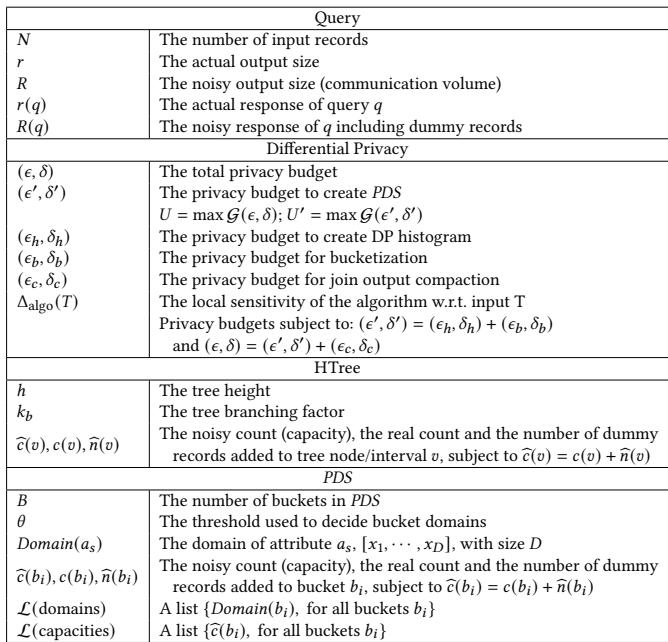 Query
N The number of input records
r The actual output size
R The noisy output size (communication volume)
r(q) The actual response of query q
R(q) The noisy response of q including dummy records
Differential Privacy
(ϵ, δ) The total privacy budget
(ϵ′, δ′) The privacy budget to create PDS
U = max 𝒢(ϵ, δ); U′ = max 𝒢(ϵ′, δ′)
(ϵₕ, δₕ) The privacy budget to create DP histogram
(ϵ_b, δ_b) The privacy budget for bucketization
(ϵ_c, δ_c) The privacy budget for join output compaction
Δ_algo(T) The local sensitivity of the algorithm w.r.t. input T
Privacy budgets subject to: (ϵ′, δ′) = (ϵₕ, δₕ) + (ϵ_b, δ_b)
and (ϵ, δ) = (ϵ′, δ′) + (ϵ_c, δ_c)
HTree
h The tree height
k_b The tree branching factor
ĉ(v), c(v), n̂(v) The noisy count (capacity), the real count and the number of dummy
records added to tree node/interval v, subject to ĉ(v) = c(v) + n̂(v)
PDS
B The number of buckets in PDS
θ The threshold used to decide bucket domains
Domain(a_s) The domain of attribute a_s, [x₁, ⋯, x_D], with size D
ĉ(b_i), c(b_i), n̂(b_i) The noisy count (capacity), the real count and the number of dummy
records added to bucket b_i, subject to ĉ(b_i) = c(b_i) + n̂(b_i)
ℒ(domains) A list {Domain(b_i), for all buckets b_i}
ℒ(capacities) A list {ĉ(b_i), for all buckets b_i}